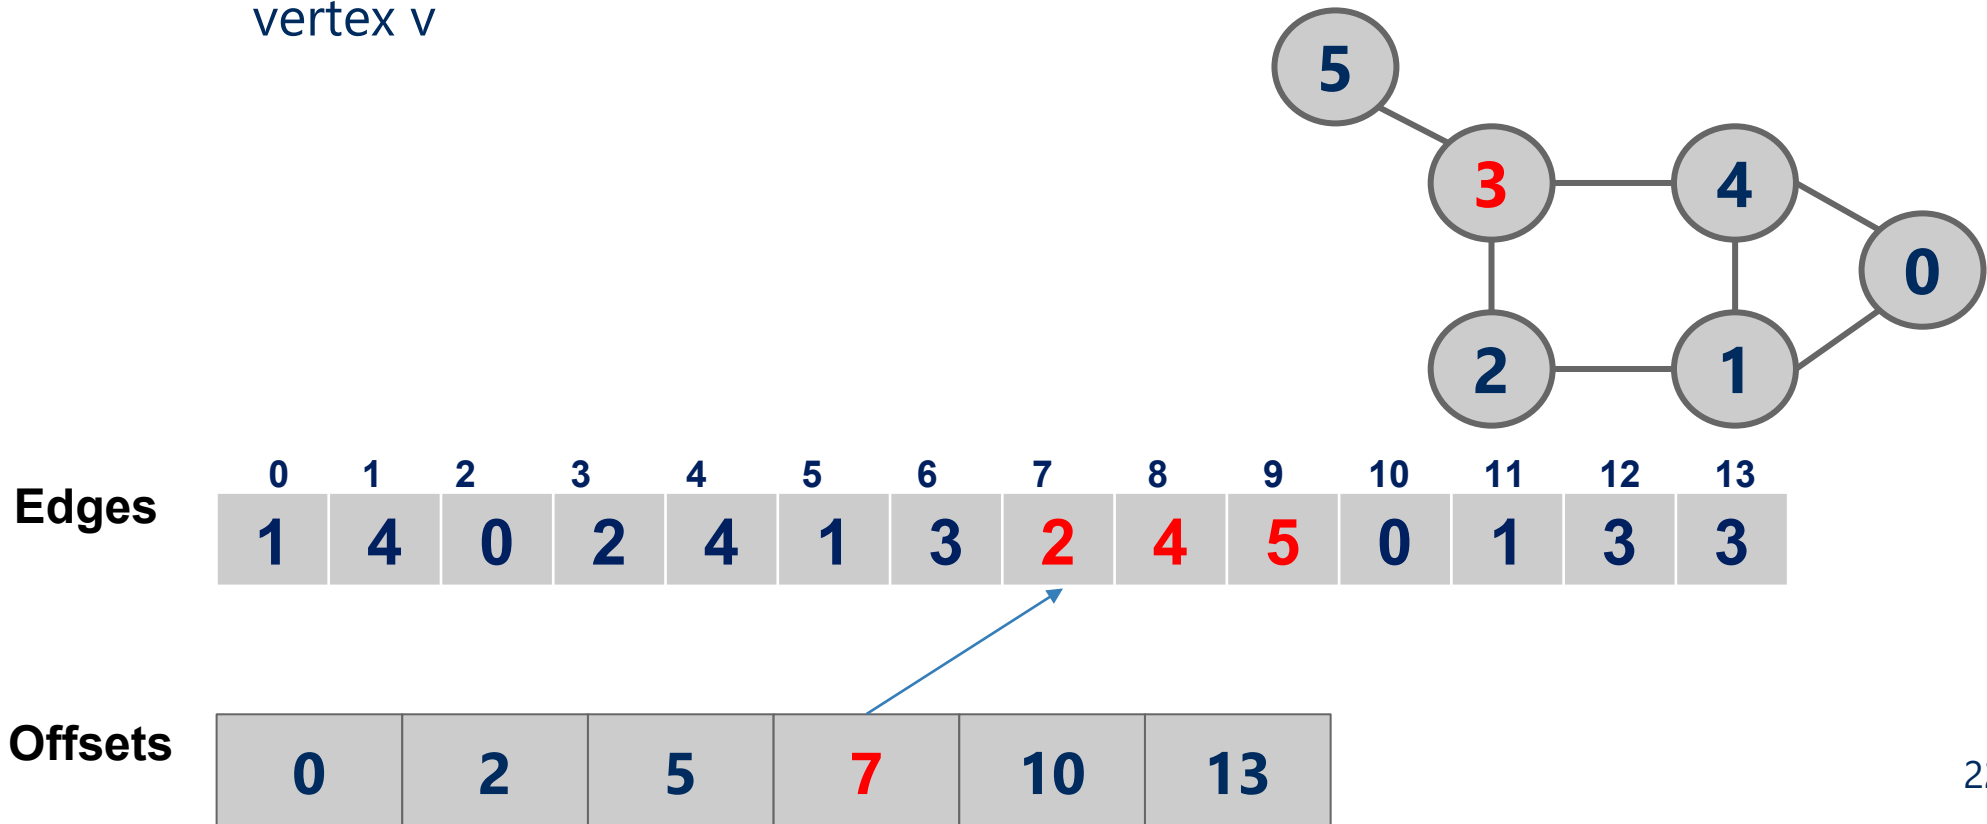 vertex v
5
3 4
0
2 1
0 1 2 3 4 5 6 7 8 9 10 11 12 13
Edges 1 4 0 2 4 1 3 2 4 5 0 1 3 3
Offsets 0 2 5 7 10 13